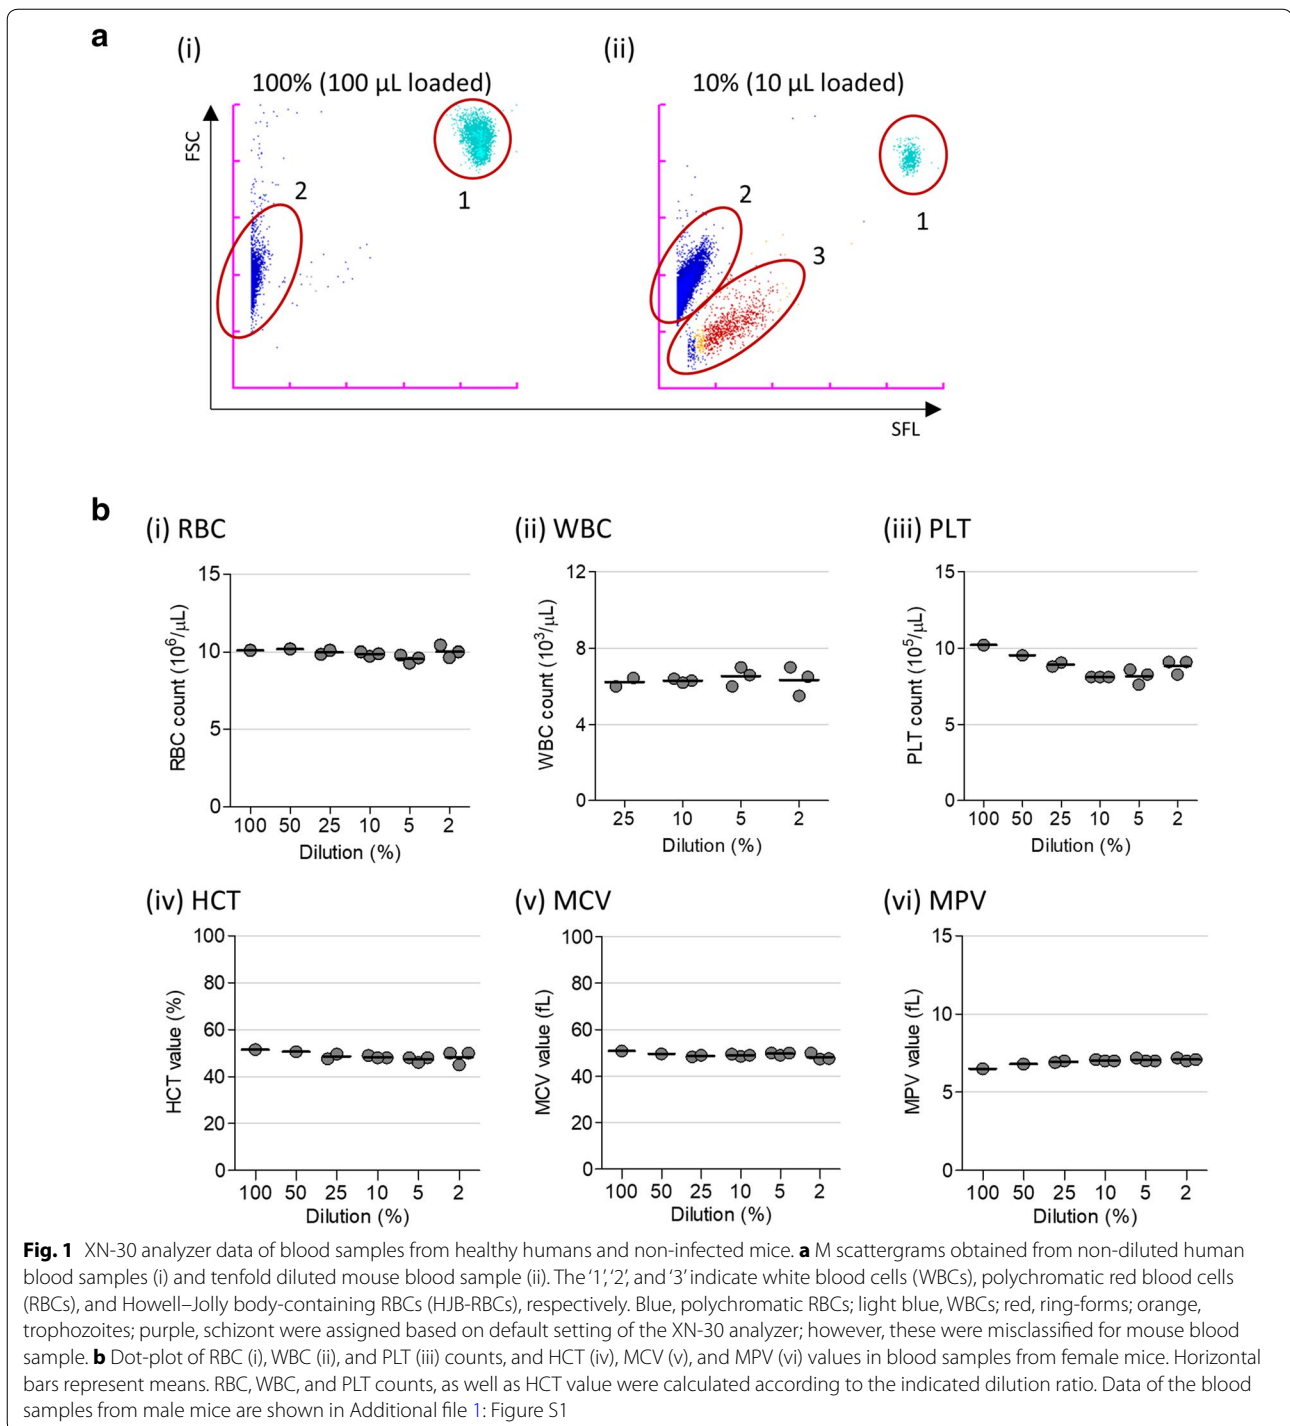 a
(i)
(ii)
100% (100 µL loaded)
10% (10 µL loaded)
FSC
2
1
2
1
3
SFL
b
(i) RBC
(ii) WBC
(iii) PLT
RBC count (10⁶/µL)
15
10
5
0
100 50 25 10 5 2
Dilution (%)
WBC count (10³/µL)
12
8
4
0
25 10 5 2
Dilution (%)
PLT count (10⁵/µL)
15
10
5
0
100 50 25 10 5 2
Dilution (%)
(iv) HCT
(v) MCV
(vi) MPV
HCT value (%)
100
80
60
40
20
0
100 50 25 10 5 2
Dilution (%)
MCV value (fL)
100
80
60
40
20
0
100 50 25 10 5 2
Dilution (%)
MPV value (fL)
15
10
5
0
100 50 25 10 5 2
Dilution (%)
Fig. 1 XN-30 analyzer data of blood samples from healthy humans and non-infected mice. a M scattergrams obtained from non-diluted human
blood samples (i) and tenfold diluted mouse blood sample (ii). The ‘1’, ‘2’, and ‘3’ indicate white blood cells (WBCs), polychromatic red blood cells
(RBCs), and Howell–Jolly body-containing RBCs (HJB-RBCs), respectively. Blue, polychromatic RBCs; light blue, WBCs; red, ring-forms; orange,
trophozoites; purple, schizont were assigned based on default setting of the XN-30 analyzer; however, these were misclassified for mouse blood
sample. b Dot-plot of RBC (i), WBC (ii), and PLT (iii) counts, and HCT (iv), MCV (v), and MPV (vi) values in blood samples from female mice. Horizontal
bars represent means. RBC, WBC, and PLT counts, as well as HCT value were calculated according to the indicated dilution ratio. Data of the blood
samples from male mice are shown in Additional file 1: Figure S1